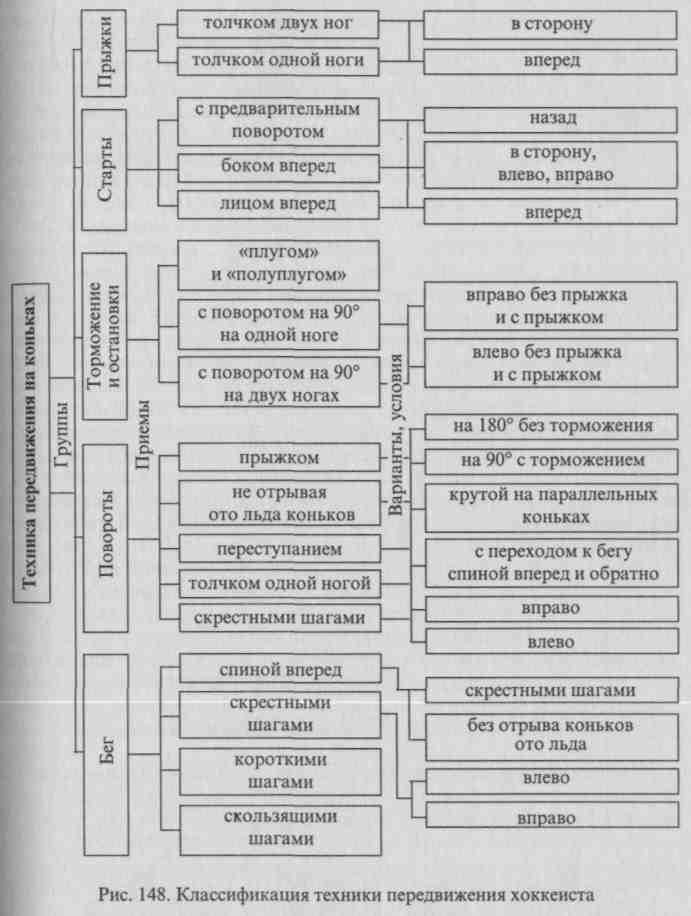 Техника передвижения на коньках
Группы
Прыжки
толчком двух ног
толчком одной ноги
в сторону
вперед
Старты
с предварительным
поворотом
боком вперед
лицом вперед
назад
в сторону,
влево, вправо
вперед
Торможение
и остановки
Приемы
«плугом»
и «полуплугом»
с поворотом на 90°
на одной ноге
с поворотом на 90°
на двух ногах
Варианты, условия
вправо без прыжка
и с прыжком
влево без прыжка
и с прыжком
Повороты
прыжком
не отрывая
ото льда коньков
переступанием
толчком одной ногой
скрестными шагами
на 180° без торможения
на 90° с торможением
крутой на параллельных
коньках
с переходом к бегу
спиной вперед и обратно
вправо
влево
Бег
спиной вперед
скрестными
шагами
короткими
шагами
скользящими
шагами
скрестными шагами
без отрыва коньков
ото льда
влево
вправо
Рис. 148. Классификация техники передвижения хоккеиста